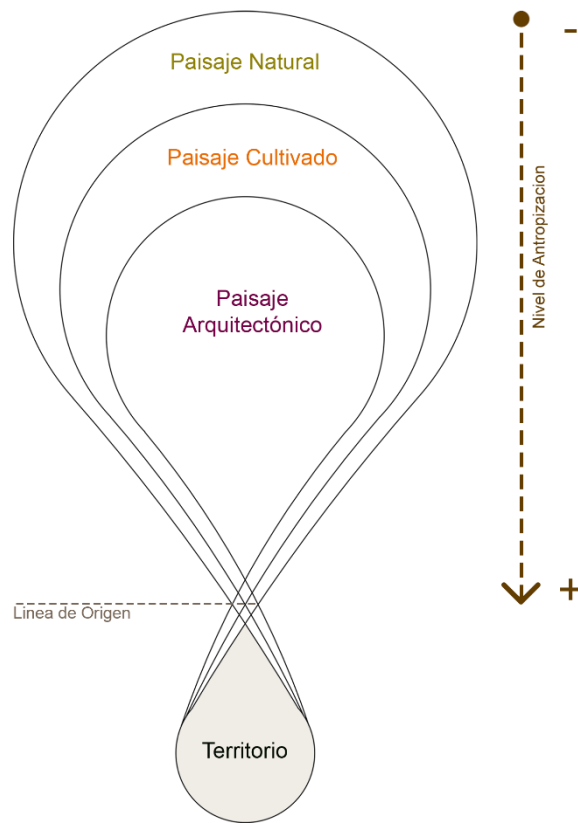 Paisaje Natural
-
Paisaje Cultivado
Paisaje
Arquitectónico
Nivel de Antropizacion
+
Linea de Origen
Territorio